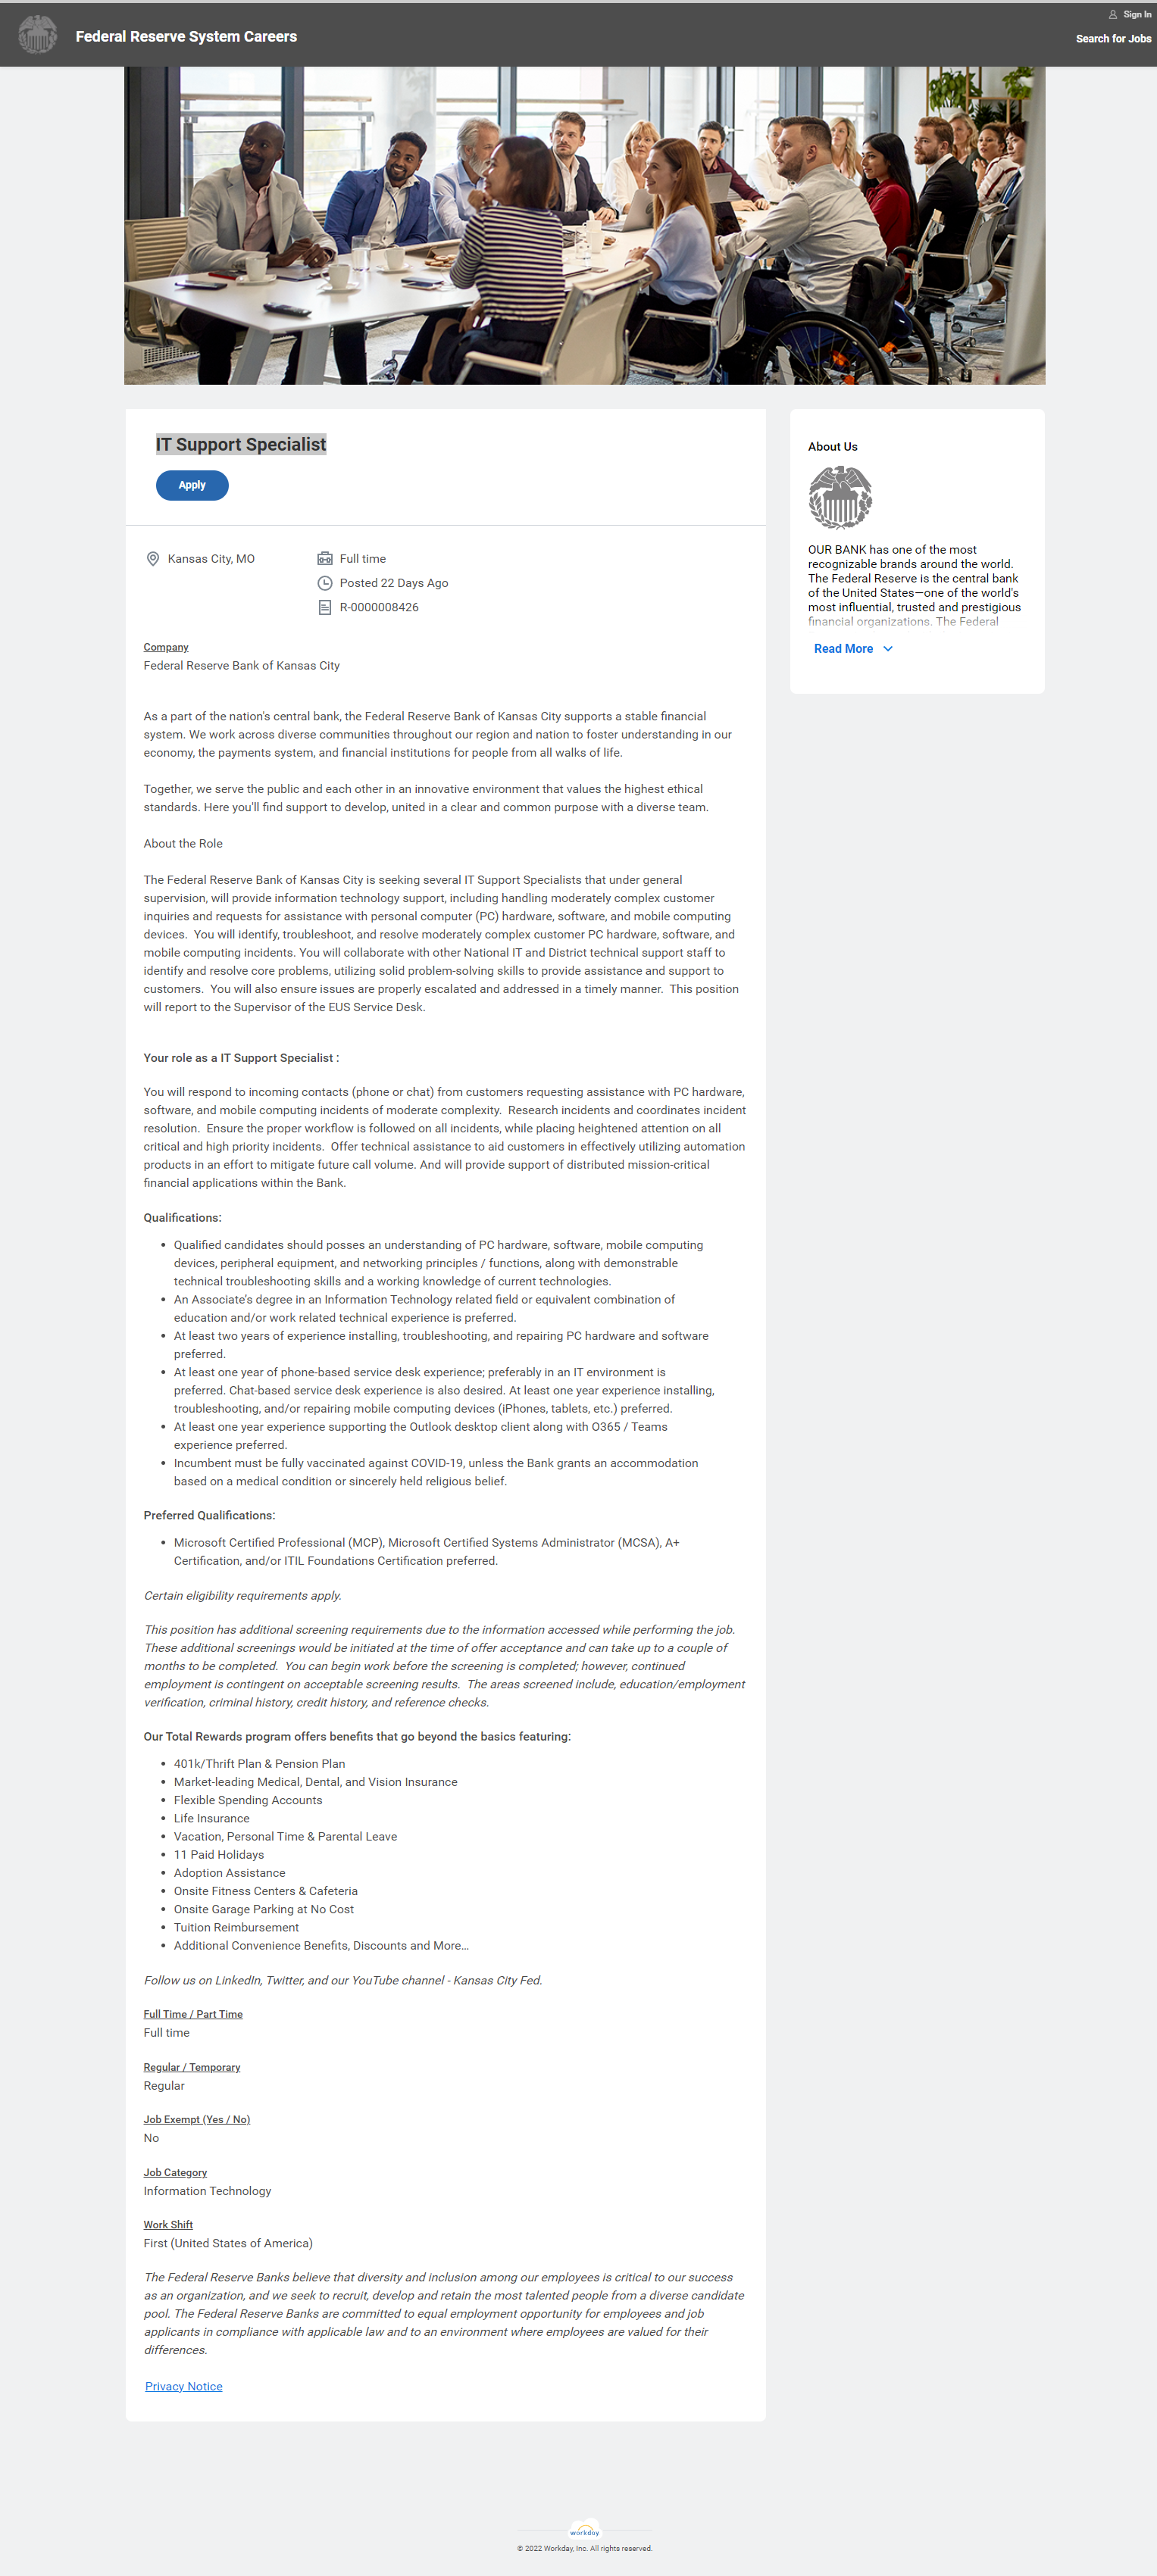 Sign In
Federal Reserve System Careers
Search for Jobs
IT Support Specialist
Apply
Kansas City, MO
Full time
Posted 22 Days Ago
R-0000008426
Company
Federal Reserve Bank of Kansas City
As a part of the nation's central bank, the Federal Reserve Bank of Kansas City supports a stable financial
system. We work across diverse communities throughout our region and nation to foster understanding in our
economy, the payments system, and financial institutions for people from all walks of life.
Together, we serve the public and each other in an innovative environment that values the highest ethical
standards. Here you'll find support to develop, united in a clear and common purpose with a diverse team.
About the Role
The Federal Reserve Bank of Kansas City is seeking several IT Support Specialists that under general
supervision, will provide information technology support, including handling moderately complex customer
inquiries and requests for assistance with personal computer (PC) hardware, software, and mobile computing
devices.  You will identify, troubleshoot, and resolve moderately complex customer PC hardware, software, and
mobile computing incidents. You will collaborate with other National IT and District technical support staff to
identify and resolve core problems, utilizing solid problem-solving skills to provide assistance and support to
customers.  You will also ensure issues are properly escalated and addressed in a timely manner.  This position
will report to the Supervisor of the EUS Service Desk.
Your role as a IT Support Specialist :
You will respond to incoming contacts (phone or chat) from customers requesting assistance with PC hardware,
software, and mobile computing incidents of moderate complexity.  Research incidents and coordinates incident
resolution.  Ensure the proper workflow is followed on all incidents, while placing heightened attention on all
critical and high priority incidents.  Offer technical assistance to aid customers in effectively utilizing automation
products in an effort to mitigate future call volume. And will provide support of distributed mission-critical
financial applications within the Bank.
Qualifications:
• Qualified candidates should posses an understanding of PC hardware, software, mobile computing
devices, peripheral equipment, and networking principles / functions, along with demonstrable
technical troubleshooting skills and a working knowledge of current technologies.
• An Associate's degree in an Information Technology related field or equivalent combination of
education and/or work related technical experience is preferred.
• At least two years of experience installing, troubleshooting, and repairing PC hardware and software
preferred.
• At least one year of phone-based service desk experience; preferably in an IT environment is
preferred. Chat-based service desk experience is also desired. At least one year experience installing,
troubleshooting, and/or repairing mobile computing devices (iPhones, tablets, etc.) preferred.
• At least one year experience supporting the Outlook desktop client along with O365 / Teams
experience preferred.
• Incumbent must be fully vaccinated against COVID-19, unless the Bank grants an accommodation
based on a medical condition or sincerely held religious belief.
Preferred Qualifications:
• Microsoft Certified Professional (MCP), Microsoft Certified Systems Administrator (MCSA), A+
Certification, and/or ITIL Foundations Certification preferred.
Certain eligibility requirements apply.
This position has additional screening requirements due to the information accessed while performing the job.
These additional screenings would be initiated at the time of offer acceptance and can take up to a couple of
months to be completed.  You can begin work before the screening is completed; however, continued
employment is contingent on acceptable screening results.  The areas screened include, education/employment
verification, criminal history, credit history, and reference checks.
Our Total Rewards program offers benefits that go beyond the basics featuring:
• 401k/Thrift Plan & Pension Plan
• Market-leading Medical, Dental, and Vision Insurance
• Flexible Spending Accounts
• Life Insurance
• Vacation, Personal Time & Parental Leave
• 11 Paid Holidays
• Adoption Assistance
• Onsite Fitness Centers & Cafeteria
• Onsite Garage Parking at No Cost
• Tuition Reimbursement
• Additional Convenience Benefits, Discounts and More…
Follow us on LinkedIn, Twitter, and our YouTube channel - Kansas City Fed.
Full Time / Part Time
Full time
Regular / Temporary
Regular
Job Exempt (Yes / No)
No
Job Category
Information Technology
Work Shift
First (United States of America)
The Federal Reserve Banks believe that diversity and inclusion among our employees is critical to our success
as an organization, and we seek to recruit, develop and retain the most talented people from a diverse candidate
pool. The Federal Reserve Banks are committed to equal employment opportunity for employees and job
applicants in compliance with applicable law and to an environment where employees are valued for their
differences.
Privacy Notice
About Us
OUR BANK has one of the most
recognizable brands around the world.
The Federal Reserve is the central bank
of the United States—one of the world's
most influential, trusted and prestigious
financial organizations. The Federal
Read More
workday
© 2022 Workday, Inc. All rights reserved.